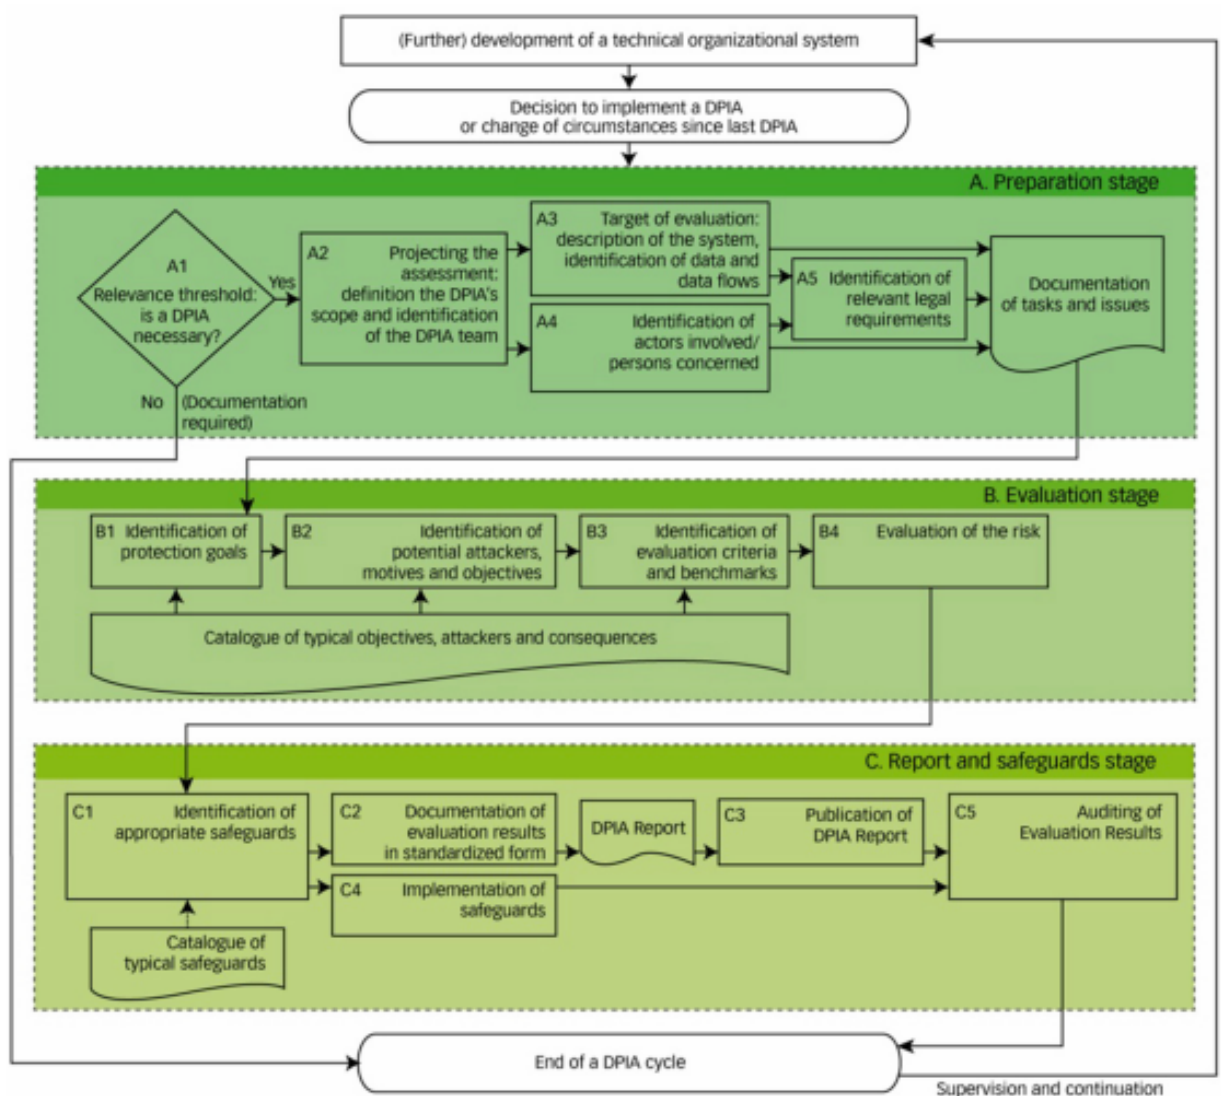 (Further) development of a technical organizational system
Decision to implement a DPIA
or change of circumstances since last DPIA
A. Preparation stage
A1
Relevance threshold:
is a DPIA
necessary?
Yes
No (Documentation
required)
A2 Projecting the
assessment:
definition the DPIA's
scope and identification
of the DPIA team
A3 Target of evaluation:
description of the system,
identification of data and
data flows
A4 Identification of
actors involved/
persons concerned
A5 Identification of
relevant legal
requirements
Documentation
of tasks and issues
B. Evaluation stage
B1 Identification of
protection goals
B2 Identification of
potential attackers,
motives and objectives
B3 Identification of
evaluation criteria
and benchmarks
B4 Evaluation of the risk
Catalogue of typical objectives, attackers and consequences
C. Report and safeguards stage
C1 Identification of
appropriate safeguards
C2 Documentation of
evaluation results
in standardized form
DPIA Report
C3 Publication of
DPIA Report
C5 Auditing of
Evaluation Results
C4 Implementation of
safeguards
Catalogue of
typical safeguards
End of a DPIA cycle
Supervision and continuation